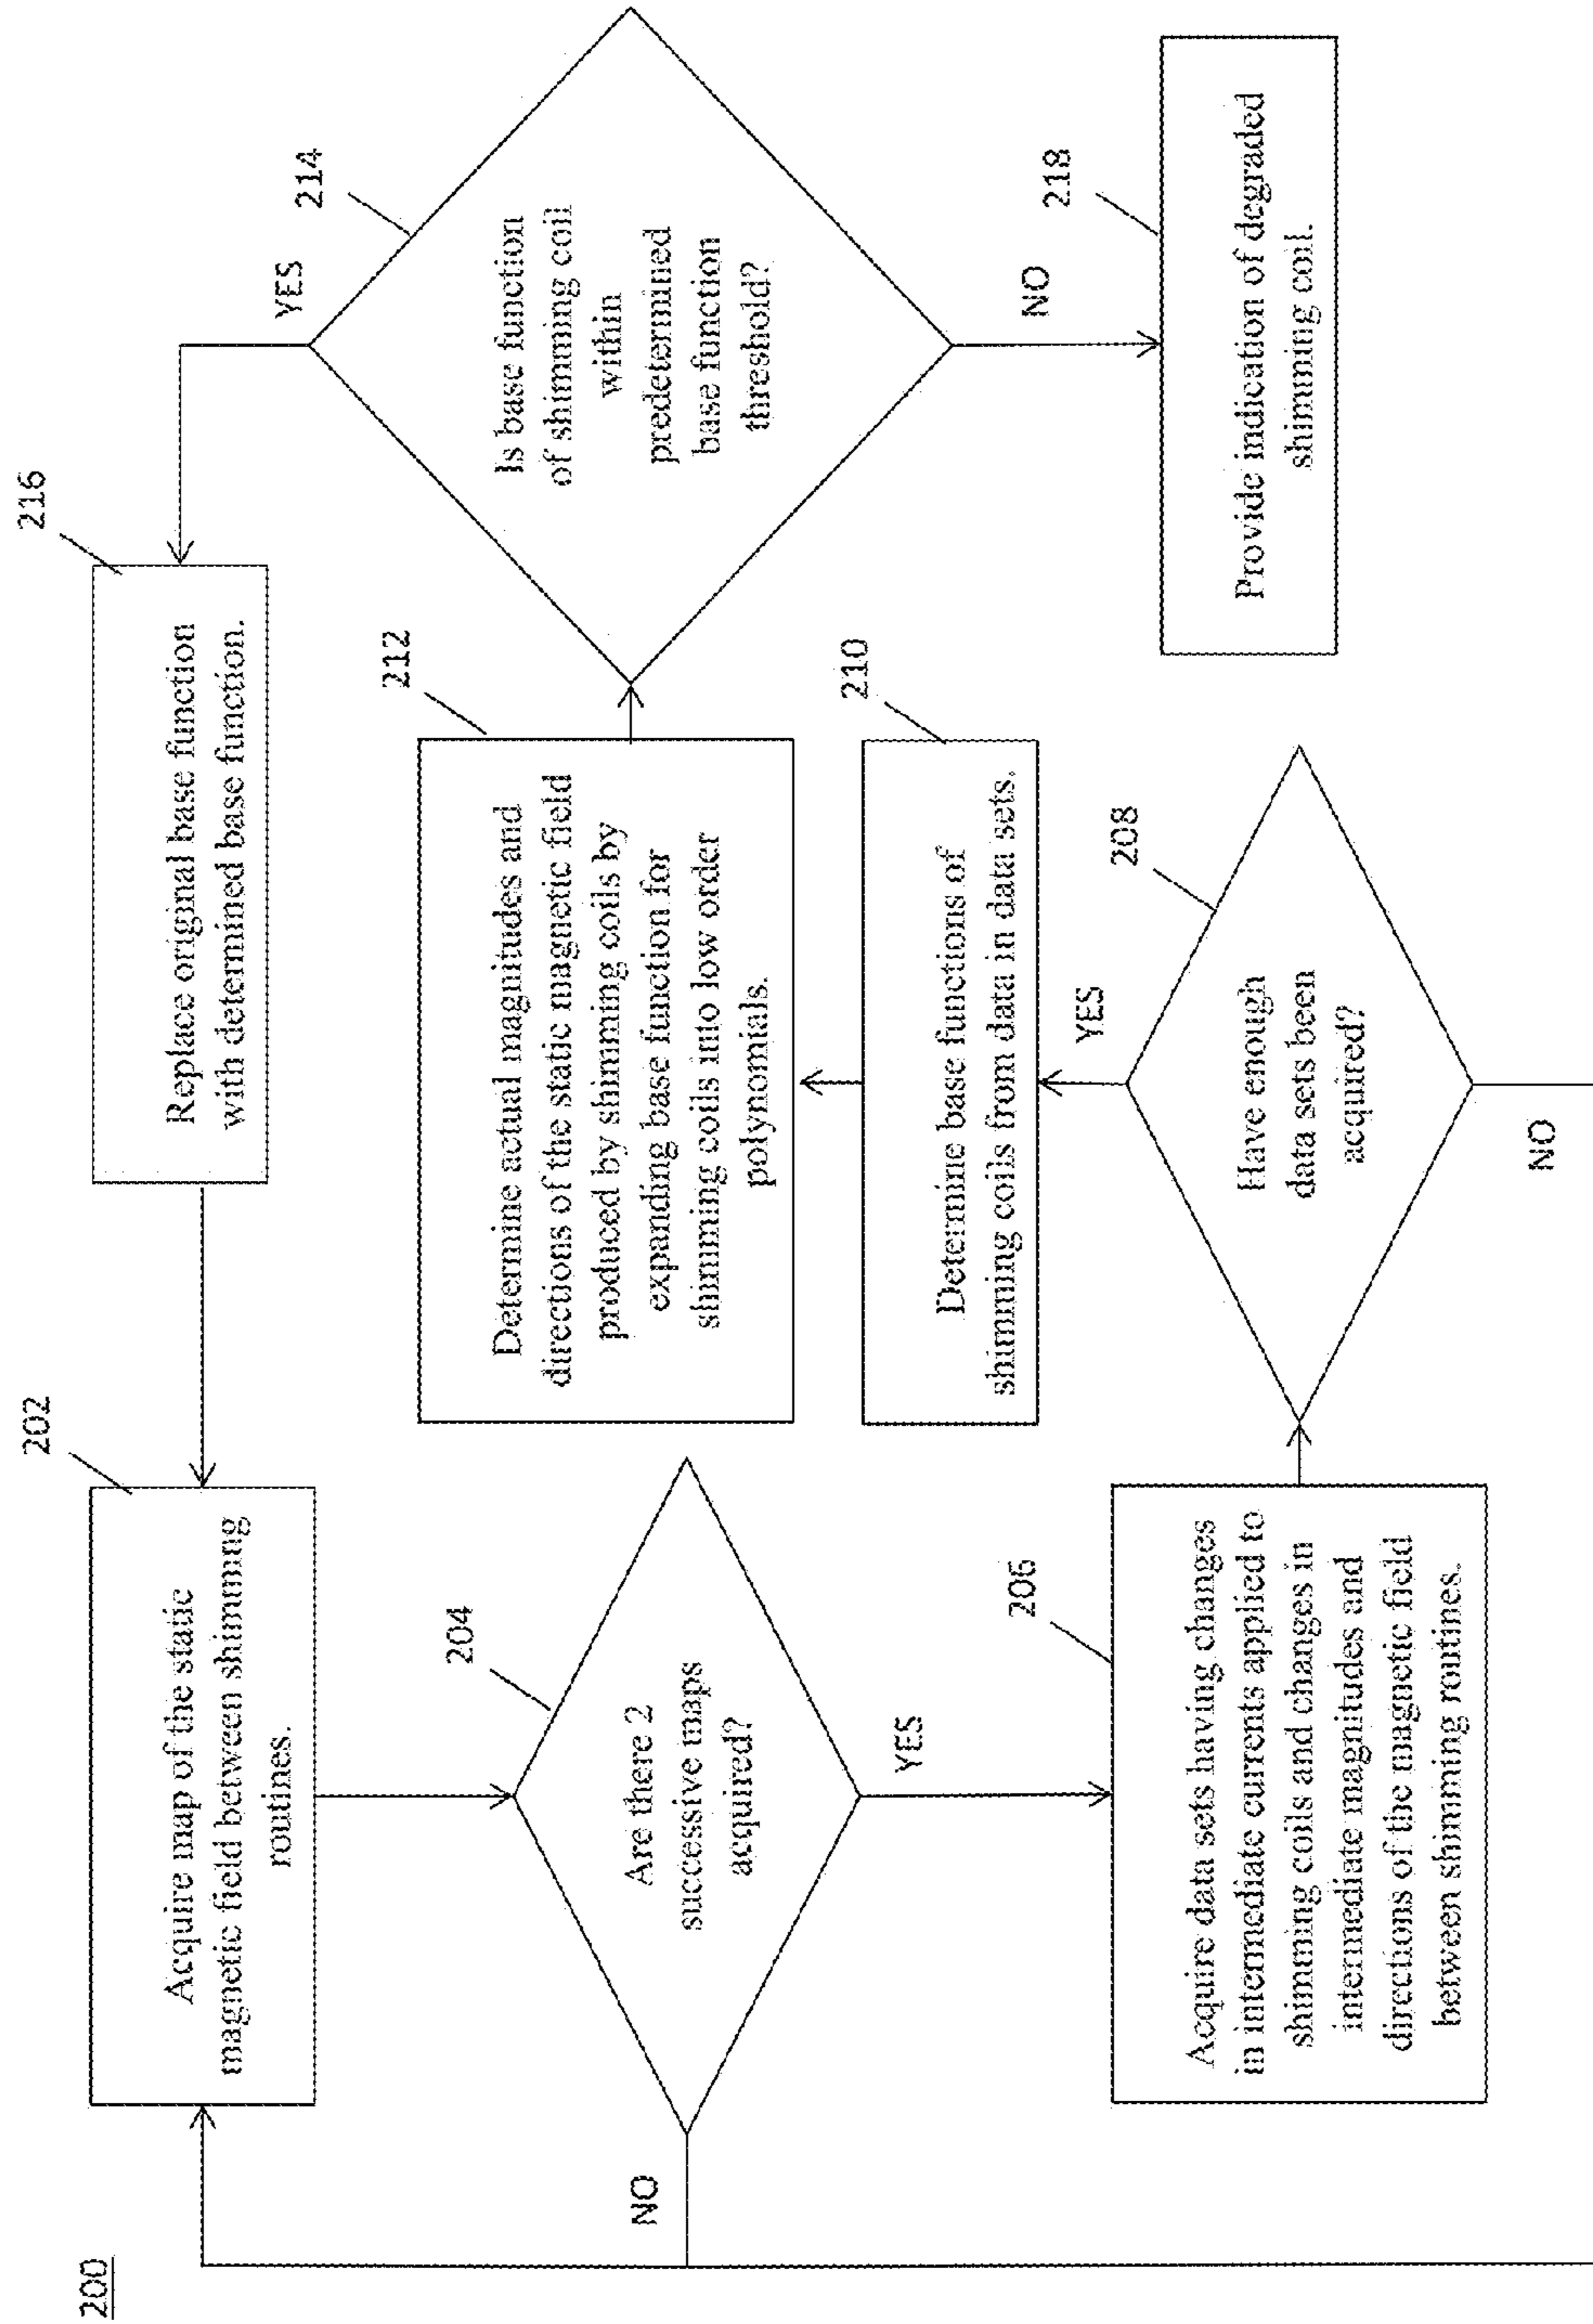 200
202
Acquire map of the static
magnetic field between shimming
routines.
204
Are there 2
successive maps
acquired?
NO
YES
206
Acquire data sets having changes
in intermediate currents applied to
shimming coils and changes in
intermediate magnitudes and
directions of the magnetic field
between shimming routines.
208
Have enough
data sets been
acquired?
NO
YES
210
Determine base functions of
shimming coils from data in data sets.
212
Determine actual magnitudes and
directions of the static magnetic field
produced by shimming coils by
expanding base function for
shimming coils into low order
polynomials.
214
Is base function
of shimming coil
within
predetermined
base function
threshold?
YES
NO
216
Replace original base function
with determined base function.
218
Provide indication of degraded
shimming coil.